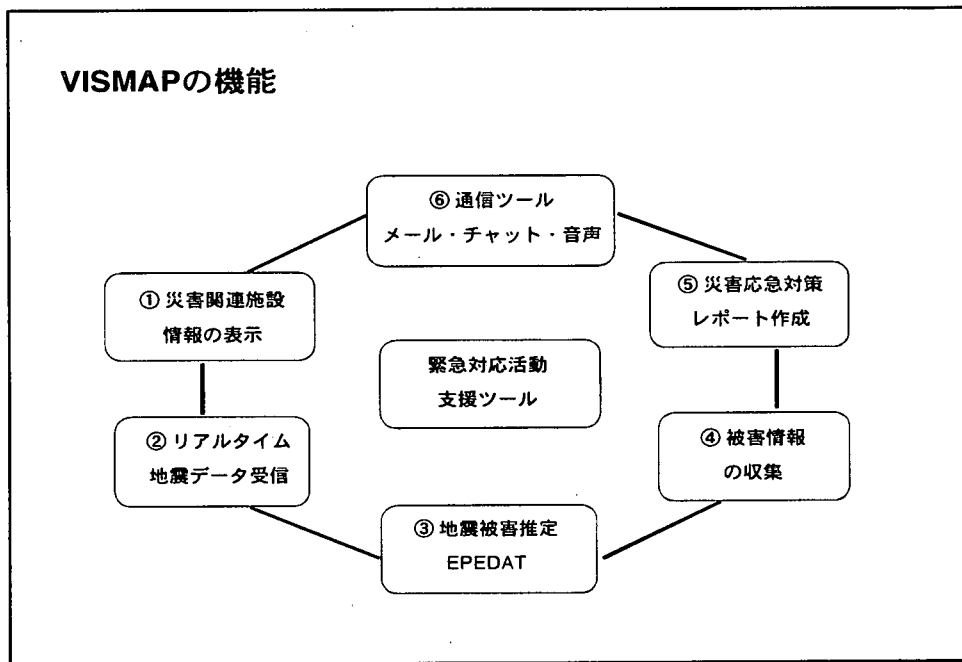 VISMAPの機能
⑥ 通信ツール
メール・チャット・音声
① 災害関連施設
情報の表示
⑤ 災害応急対策
レポート作成
緊急対応活動
支援ツール
② リアルタイム
地震データ受信
④ 被害情報
の収集
③ 地震被害推定
EPEDAT